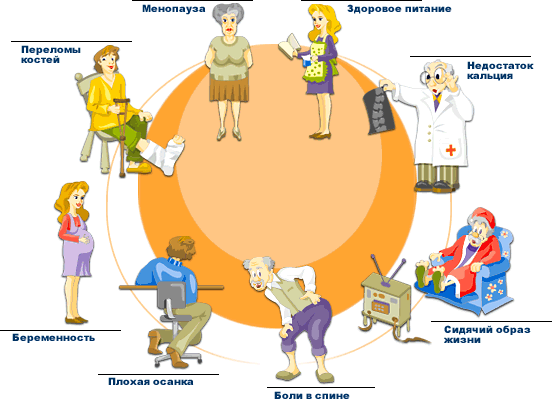 Менопауза
Здоровое питание
Переломы
костей
Недостаток
кальция
Беременность
Сидячий образ
жизни
Плохая осанка
Боли в спине